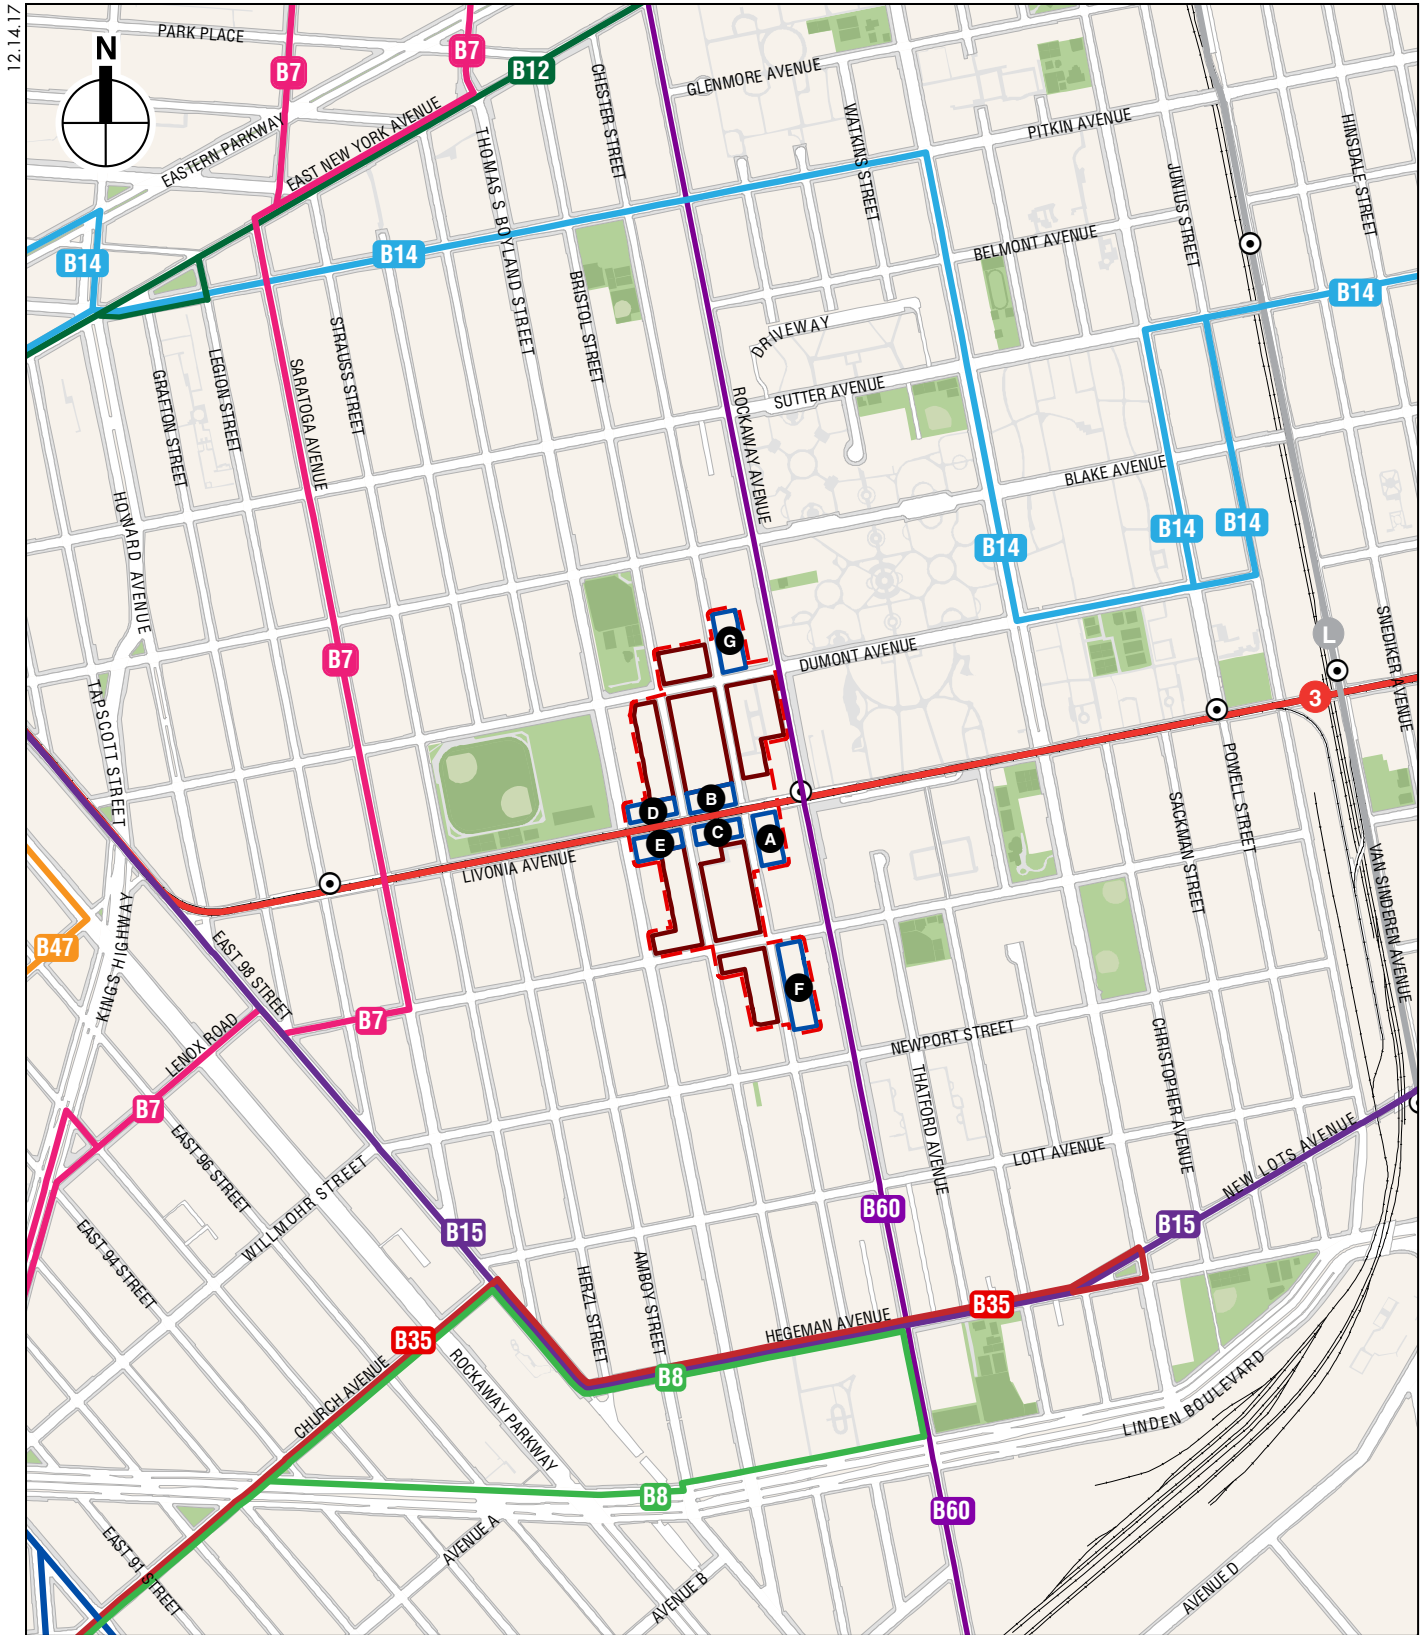 12.14.17
PARK PLACE
N
B7
B7
B12
GLENMORE AVENUE
CHESTER STREET
EASTERN PARKWAY
EAST NEW YORK AVENUE
THOMAS S BOYLAND STREET
WATKINS STREET
PITKIN AVENUE
HINSDALE STREET
JUNIUS STREET
BELMONT AVENUE
B14
B14
B14
BRISTOL STREET
DRIVEWAY
STRAUSS STREET
LEGION STREET
GRAFTON STREET
SARATOGA AVENUE
SUTTER AVENUE
ROCKAWAY AVENUE
BLAKE AVENUE
HOWARD AVENUE
B14
B14
B14
B7
G
DUMONT AVENUE
L
SNEDIKER AVENUE
TAPSCOTT STREET
3
POWELL STREET
SACKMAN STREET
D
B
E
C
A
LIVONIA AVENUE
VAN SINDEREN AVENUE
B47
KINGS HIGHWAY
EAST 98 STREET
F
B7
LENOX ROAD
NEWPORT STREET
THATFORD AVENUE
CHRISTOPHER AVENUE
B7
EAST 96 STREET
WILLMOHR STREET
LOTT AVENUE
NEW LOTS AVENUE
EAST 94 STREET
B15
B60
B15
HERZL STREET
AMBOY STREET
B35
HEGEMAN AVENUE
B35
CHURCH AVENUE
ROCKAWAY PARKWAY
B8
LINDEN BOULEVARD
B8
B60
EAST 91 STREET
AVENUE A
AVENUE B
AVENUE D